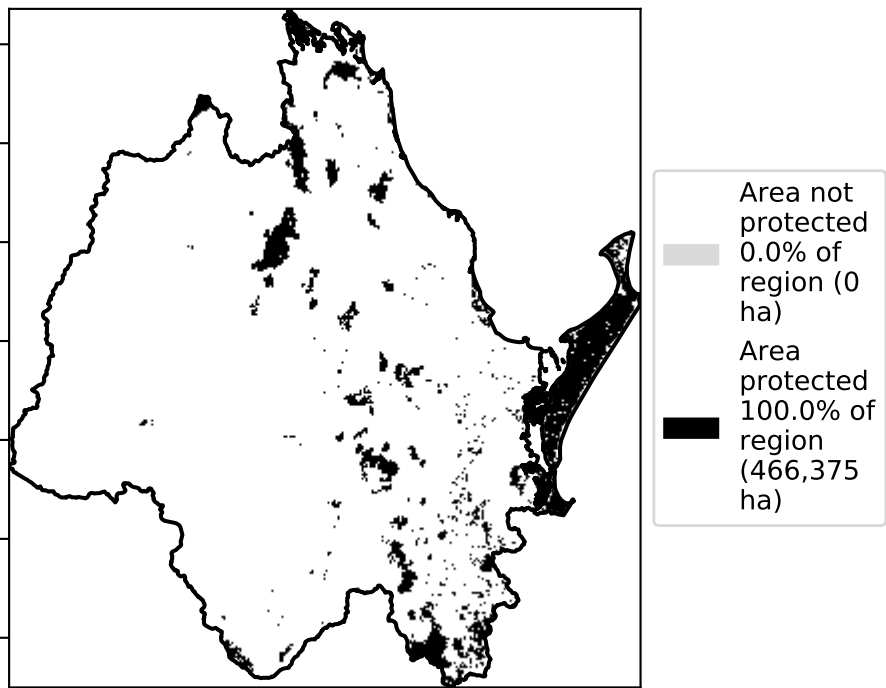 Area not
protected
0.0% of
region (0
ha)
Area
protected
100.0% of
region
(466,375
ha)